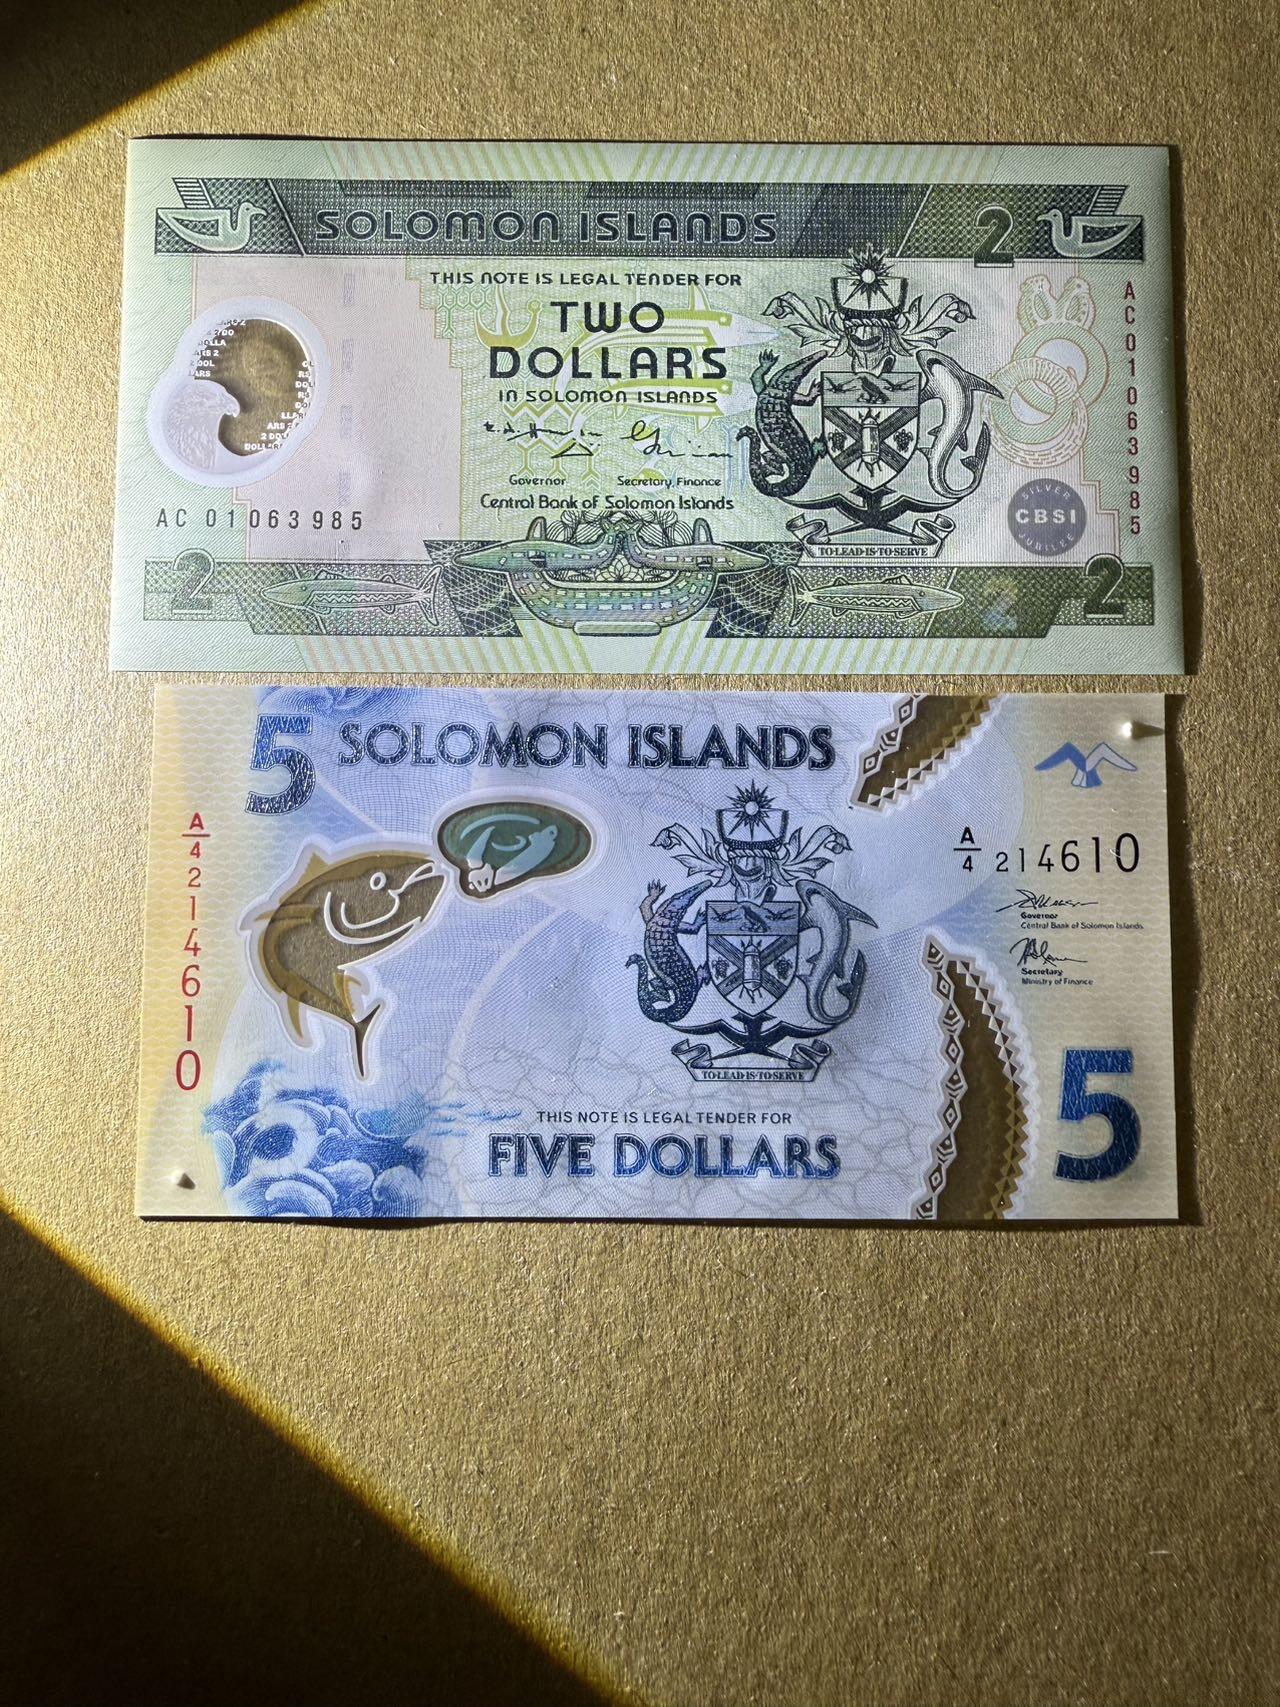 SOLOMON ISLANDS 2
THIS NOTE IS LEGAL TENDER FOR
TWO
DOLLARS
IN SOLOMON ISLANDS
Governor Secretary, Finance
Central Bank of Solomon Islands
AC 01063985
AC01063985
SILVER
CBSI
JUBILEE
TO·LEAD·IS·TO·SERVE
2 2
5 SOLOMON ISLANDS
A/4 214610
A/4 214610
Governor
Central Bank of Solomon Islands
Secretary
Ministry of Finance
TO·LEAD·IS·TO·SERVE
THIS NOTE IS LEGAL TENDER FOR
FIVE DOLLARS
5